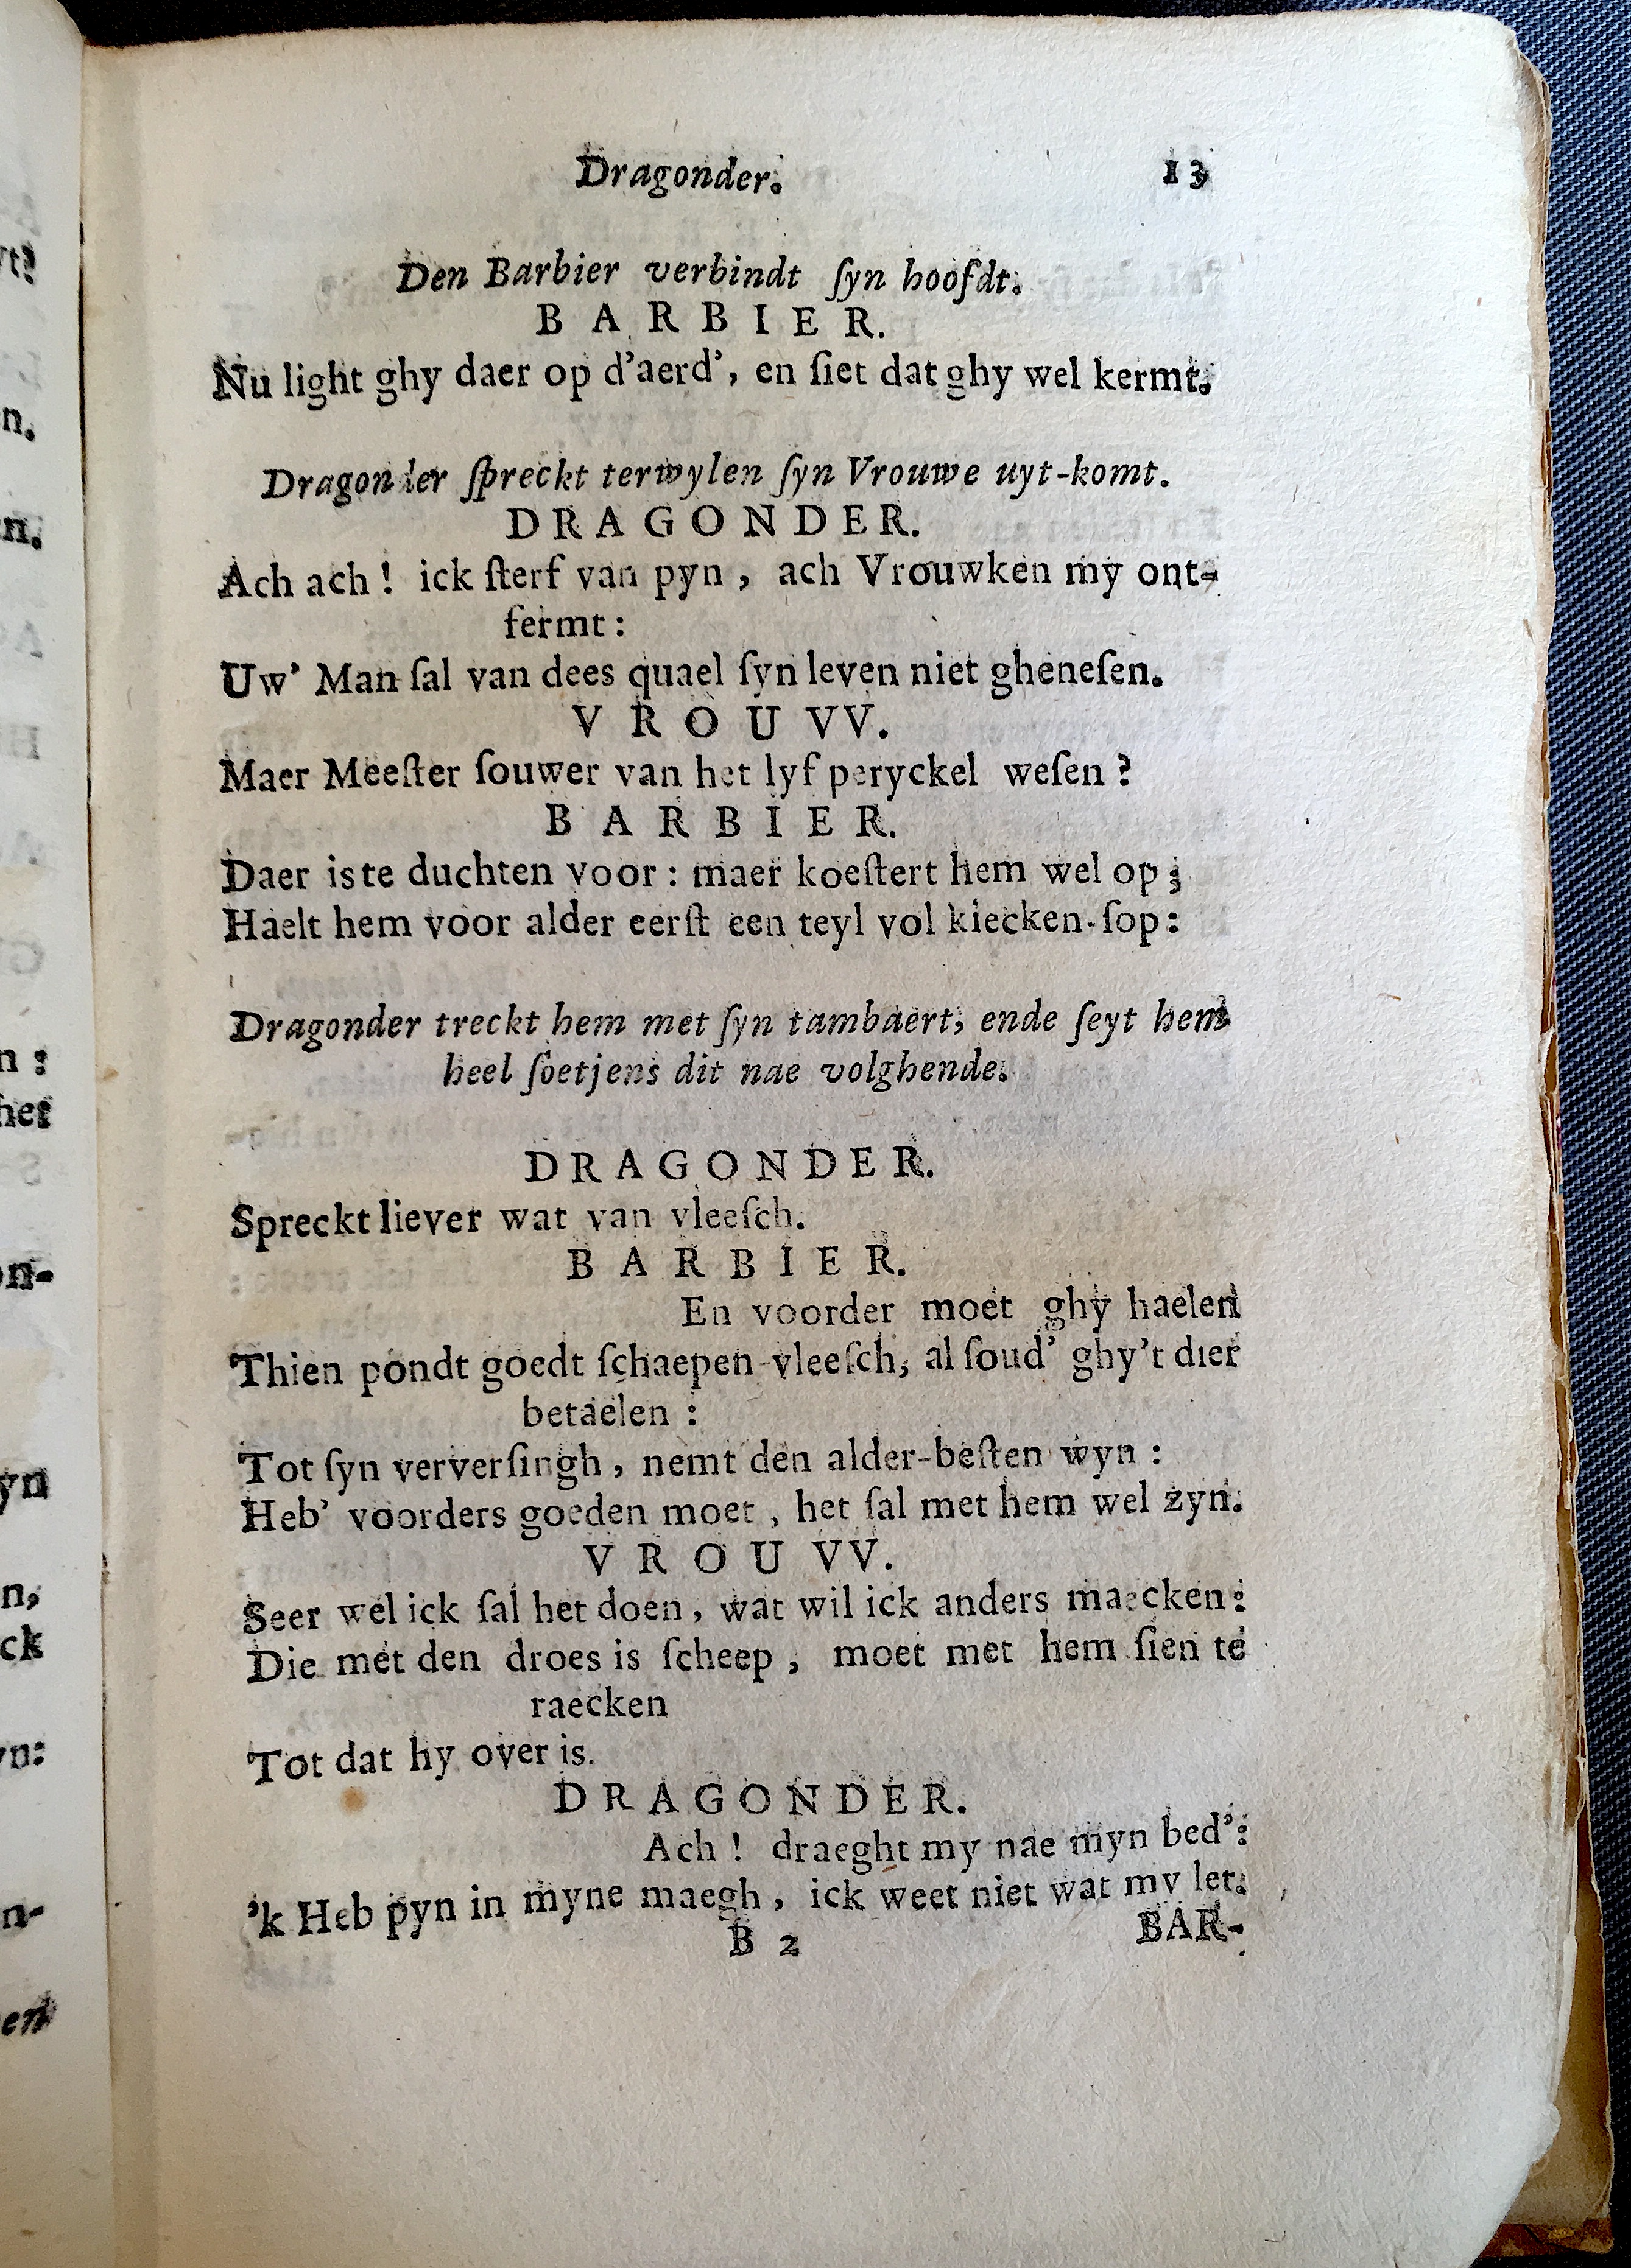 Dragonder. 13
Den Barbier verbindt ſyn hoofdt.
BARBIER.
Nu light ghy daer op d'aerd', en ſiet dat ghy wel kermt.
Dragonder ſpreckt terwylen ſyn Vrouwe uyt-komt.
DRAGONDER.
Ach ach! ick ſterf van pyn, ach Vrouwken my ont-
fermt:
Uw' Man ſal van dees quael ſyn leven niet gheneſen.
VROUVV.
Maer Meeſter ſouwer van het lyf peryckel weſen?
BARBIER.
Daer is te duchten voor: maer koeſtert hem wel op;
Haelt hem voor alder eerſt een teyl vol kiecken-ſop:
Dragonder treckt hem met ſyn tambaert, ende ſeyt hem
heel ſoetjens dit nae volghende.
DRAGONDER.
Spreckt liever wat van vleeſch.
BARBIER.
En voorder moet ghy haelen
Thien pondt goedt ſchaepen-vleeſch, al ſoud' ghy't dier
betaelen:
Tot ſyn ververſingh, nemt den alder-beſten wyn:
Heb' voorders goeden moet, het ſal met hem wel zyn.
VROUVV.
Seer wel ick ſal het doen, wat wil ick anders maecken:
Die met den droes is ſcheep, moet met hem ſien te
raecken
Tot dat hy over is.
DRAGONDER.
Ach! draeght my nae myn bed':
'k Heb pyn in myne maegh, ick weet niet wat my let.
B 2 BAR-